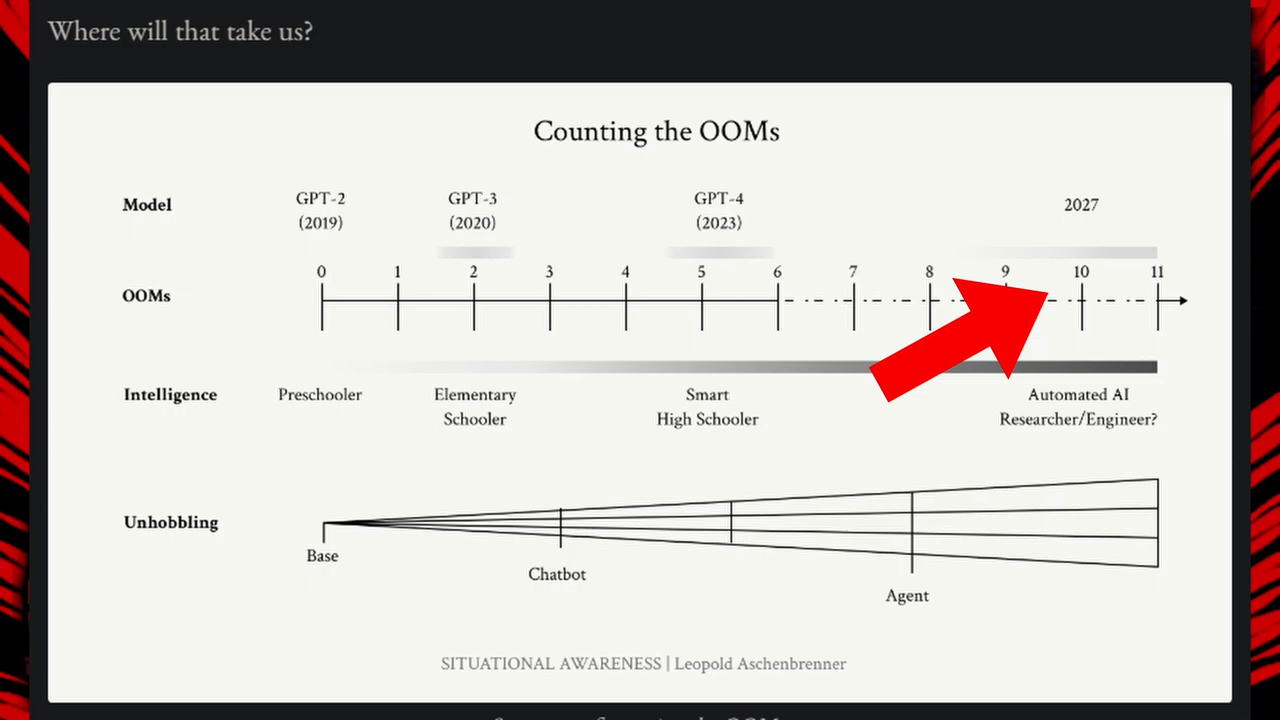 Where will that take us?
Counting the OOMs
Model
GPT-2
(2019)
GPT-3
(2020)
GPT-4
(2023)
2027
OOMs
0 1 2 3 4 5 6 7 8 9 10 11
Intelligence
Preschooler
Elementary
Schooler
Smart
High Schooler
Automated AI
Researcher/Engineer?
Unhobbling
Base
Chatbot
Agent
SITUATIONAL AWARENESS | Leopold Aschenbrenner